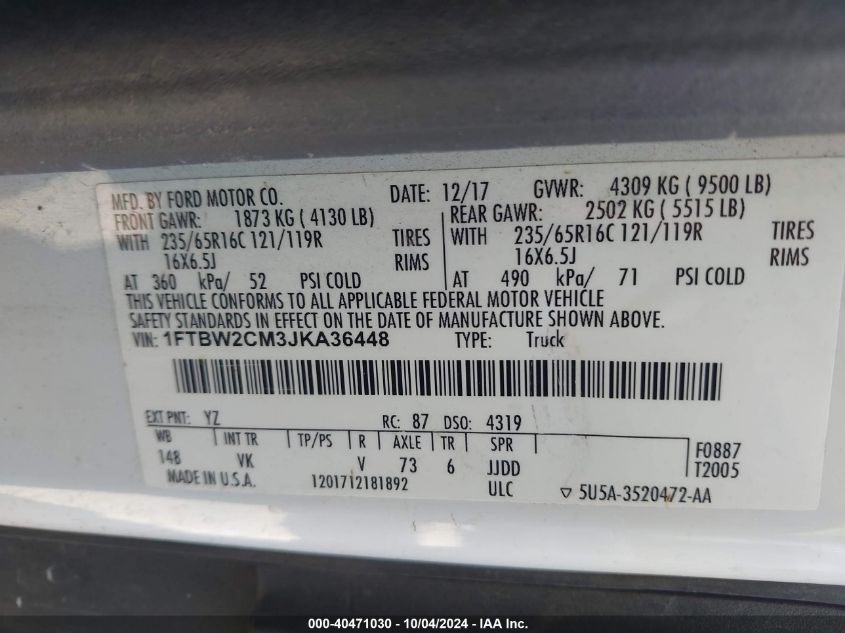 MFD. BY FORD MOTOR CO. DATE: 12/17 GVWR: 4309 KG ( 9500 LB)
FRONT GAWR: 1873 KG ( 4130 LB) REAR GAWR: 2502 KG ( 5515 LB)
WITH 235/65R16C 121/119R TIRES WITH 235/65R16C 121/119R TIRES
16X6.5J RIMS 16X6.5J RIMS
AT 360 kPa/ 52 PSI COLD AT 490 kPa/ 71 PSI COLD
THIS VEHICLE CONFORMS TO ALL APPLICABLE FEDERAL MOTOR VEHICLE
SAFETY STANDARDS IN EFFECT ON THE DATE OF MANUFACTURE SHOWN ABOVE.
VIN: 1FTBW2CM3JKA36448 TYPE: Truck
EXT PNT: YZ RC: 87 DSO: 4319
WB INT TR TP/PS R AXLE TR SPR F0887
148 VK V 73 6 JJDD T2005
MADE IN U.S.A. 1201712181892 ULC ▽ 5U5A-3520472-AA
000-40471030 - 10/04/2024 - IAA Inc.